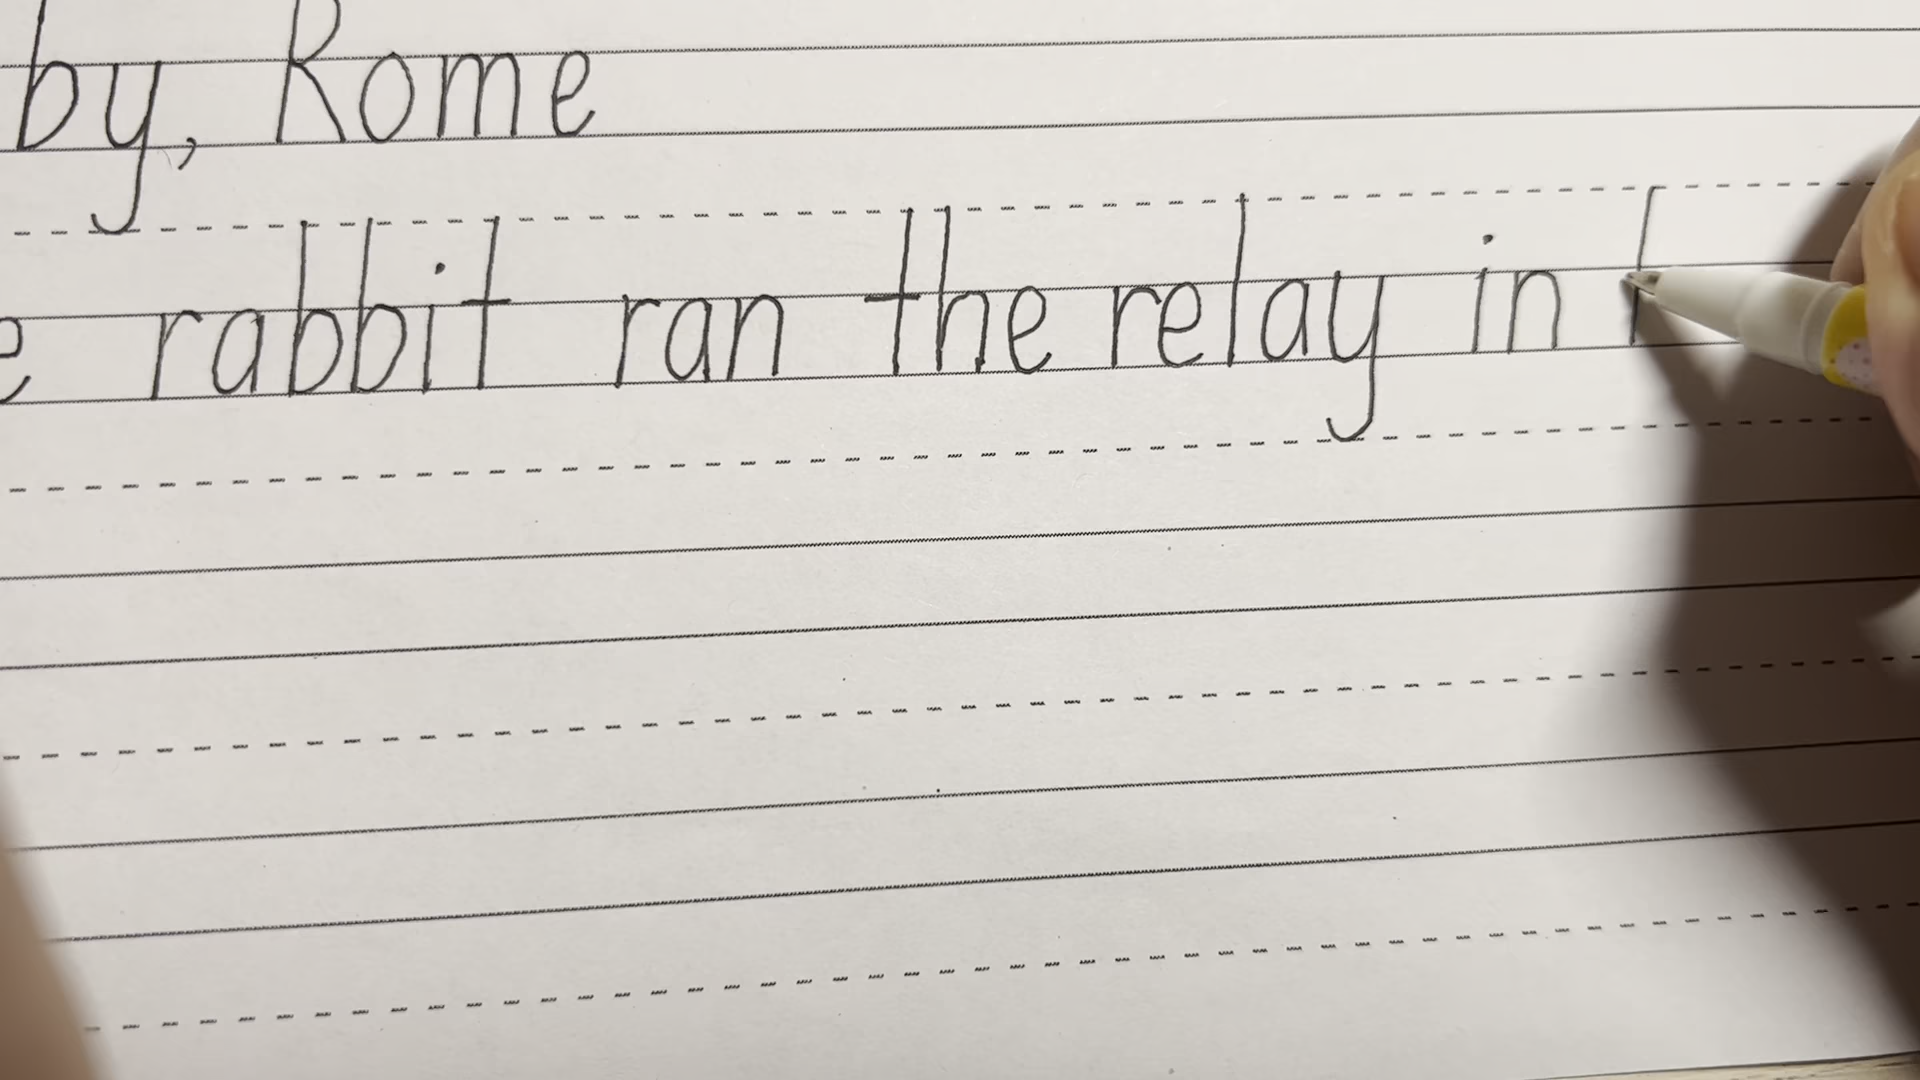 by, Rome
e rabbit ran the relay in